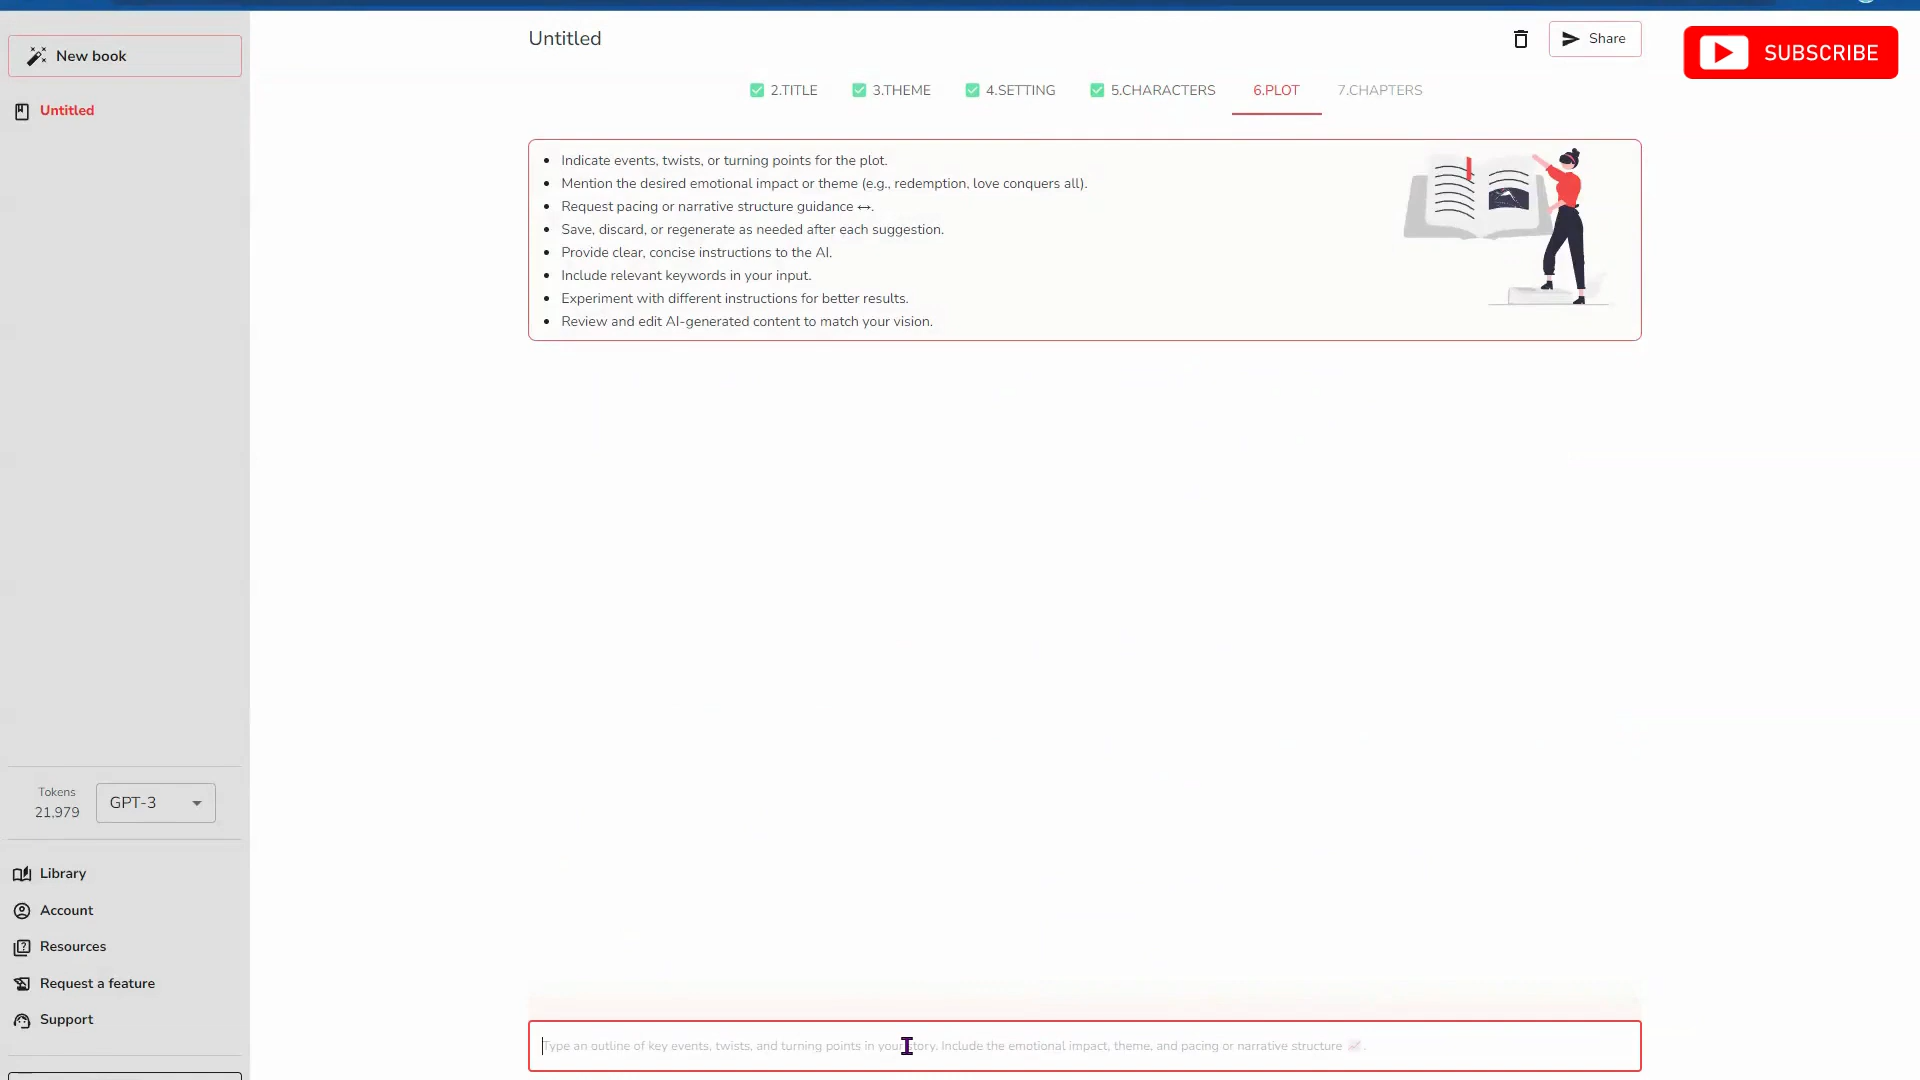 New book
Untitled
Tokens
21,979
GPT-3
Library
Account
Resources
Request a feature
Support
Untitled
Share
SUBSCRIBE
2.TITLE
3.THEME
4.SETTING
5.CHARACTERS
6.PLOT
7.CHAPTERS
Indicate events, twists, or turning points for the plot.
Mention the desired emotional impact or theme (e.g., redemption, love conquers all).
Request pacing or narrative structure guidance ↔.
Save, discard, or regenerate as needed after each suggestion.
Provide clear, concise instructions to the AI.
Include relevant keywords in your input.
Experiment with different instructions for better results.
Review and edit AI-generated content to match your vision.
Type an outline of key events, twists, and turning points in your story. Include the emotional impact, theme, and pacing or narrative structure 📈.